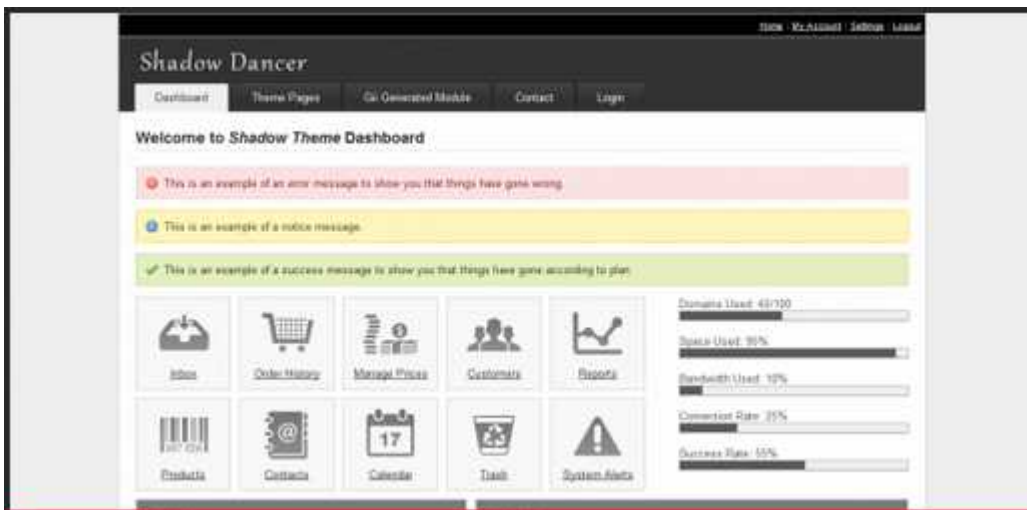 Home My Account Settings Logout
Shadow Dancer
Dashboard Theme Pages Gii Generated Module Contact Login
Welcome to Shadow Theme Dashboard
This is an example of an error message to show you that things have gone wrong.
This is an example of a notice message.
This is an example of a success message to show you that things have gone according to plan.
Domains Used: 43/100
Space Used: 95%
Bandwidth Used: 10%
Connection Rate: 25%
Success Rate: 55%
Inbox Order History Manage Prices Customers Reports
17
Products Contacts Calendar Trash System Alerts